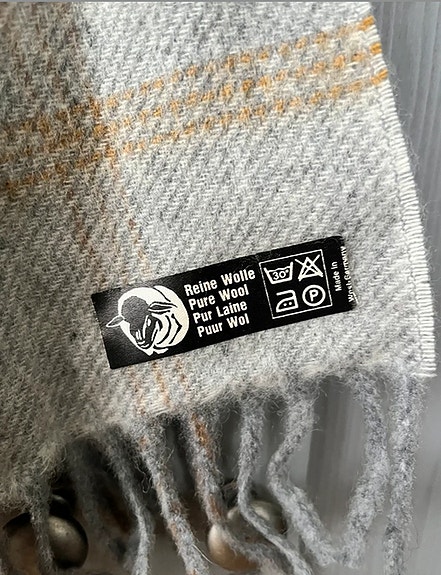 Reine Wolle
Pure Wool
Pur Laine
Puur Wol
30°
P
Made in
West Germany